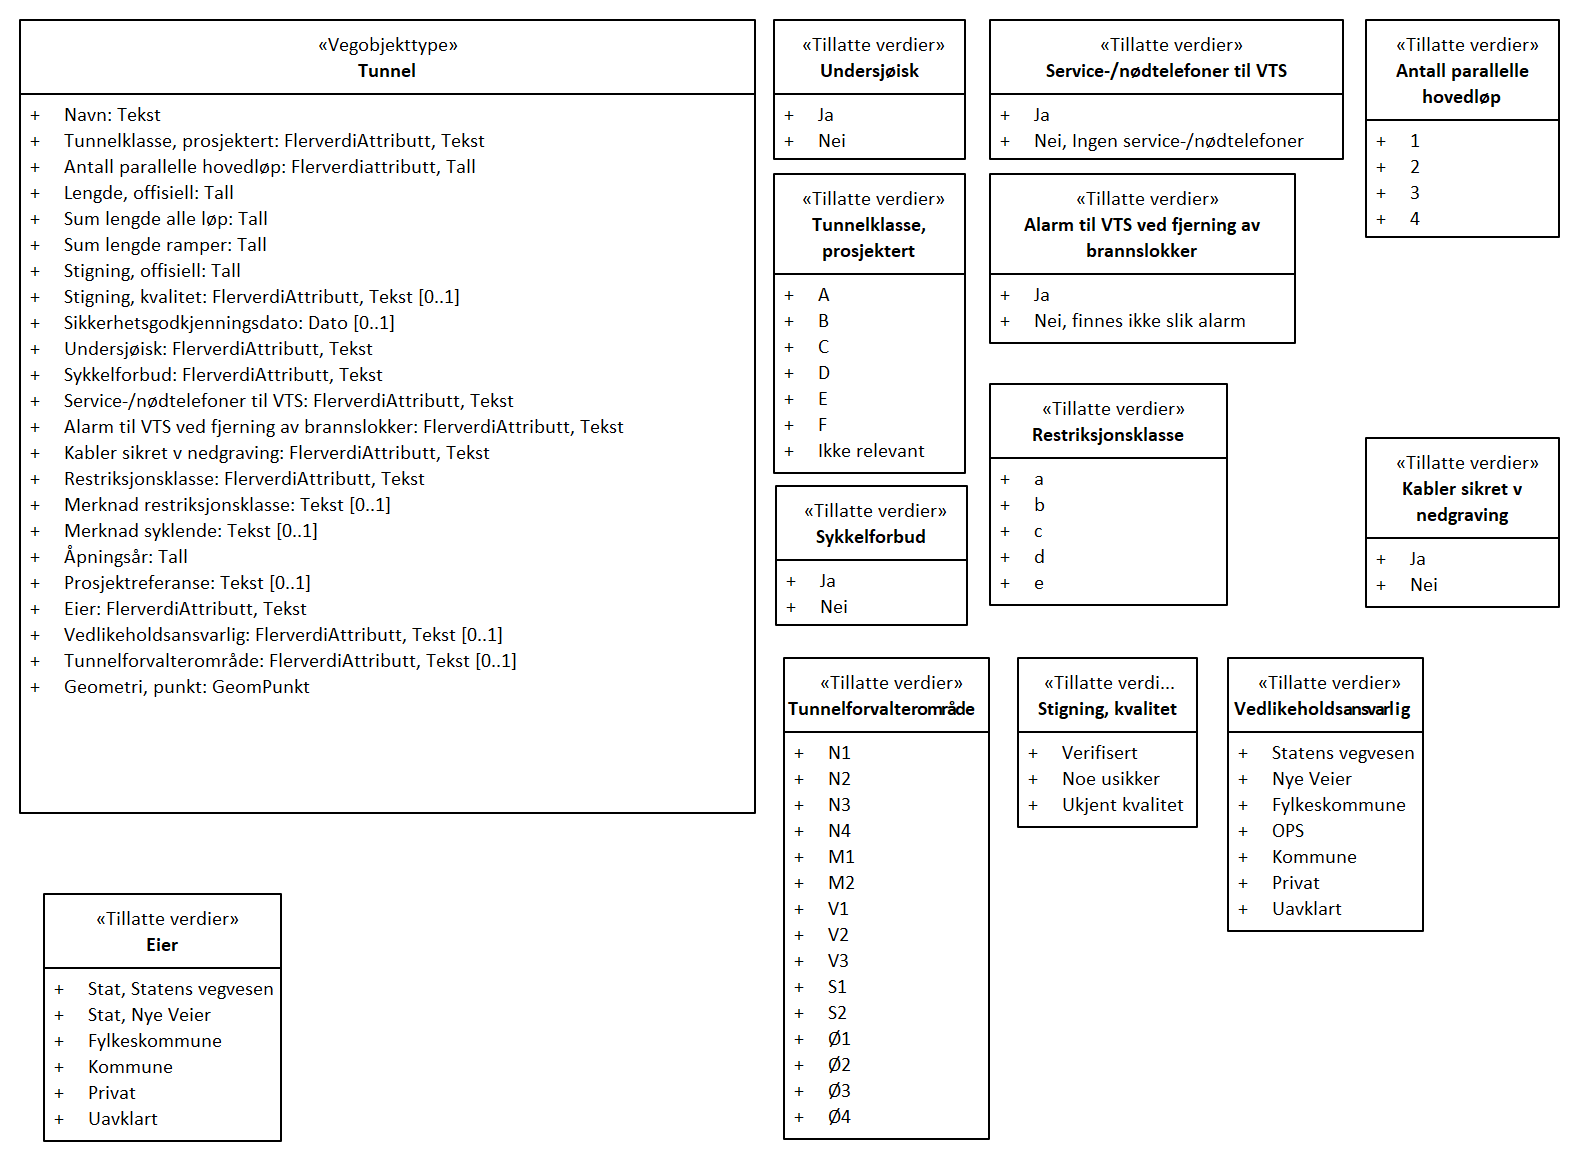 «Vegobjekttype»
Tunnel
+ Navn: Tekst
+ Tunnelklasse, prosjektert: FlerverdiAttributt, Tekst
+ Antall parallelle hovedløp: Flerverdiattributt, Tall
+ Lengde, offisiell: Tall
+ Sum lengde alle løp: Tall
+ Sum lengde ramper: Tall
+ Stigning, offisiell: Tall
+ Stigning, kvalitet: FlerverdiAttributt, Tekst [0..1]
+ Sikkerhetsgodkjenningsdato: Dato [0..1]
+ Undersjøisk: FlerverdiAttributt, Tekst
+ Sykkelforbud: FlerverdiAttributt, Tekst
+ Service-/nødtelefoner til VTS: FlerverdiAttributt, Tekst
+ Alarm til VTS ved fjerning av brannslokker: FlerverdiAttributt, Tekst
+ Kabler sikret v nedgraving: FlerverdiAttributt, Tekst
+ Restriksjonsklasse: FlerverdiAttributt, Tekst
+ Merknad restriksjonsklasse: Tekst [0..1]
+ Merknad syklende: Tekst [0..1]
+ Åpningsår: Tall
+ Prosjektreferanse: Tekst [0..1]
+ Eier: FlerverdiAttributt, Tekst
+ Vedlikeholdsansvarlig: FlerverdiAttributt, Tekst [0..1]
+ Tunnelforvalterområde: FlerverdiAttributt, Tekst [0..1]
+ Geometri, punkt: GeomPunkt
«Tillatte verdier»
Undersjøisk
+ Ja
+ Nei
«Tillatte verdier»
Service-/nødtelefoner til VTS
+ Ja
+ Nei, Ingen service-/nødtelefoner
«Tillatte verdier»
Antall parallelle
hovedløp
+ 1
+ 2
+ 3
+ 4
«Tillatte verdier»
Tunnelklasse,
prosjektert
+ A
+ B
+ C
+ D
+ E
+ F
+ Ikke relevant
«Tillatte verdier»
Alarm til VTS ved fjerning av
brannslokker
+ Ja
+ Nei, finnes ikke slik alarm
«Tillatte verdier»
Restriksjonsklasse
+ a
+ b
+ c
+ d
+ e
«Tillatte verdier»
Kabler sikret v
nedgraving
+ Ja
+ Nei
«Tillatte verdier»
Sykkelforbud
+ Ja
+ Nei
«Tillatte verdier»
Tunnelforvalterområde
+ N1
+ N2
+ N3
+ N4
+ M1
+ M2
+ V1
+ V2
+ V3
+ S1
+ S2
+ Ø1
+ Ø2
+ Ø3
+ Ø4
«Tillatte verdi...
Stigning, kvalitet
+ Verifisert
+ Noe usikker
+ Ukjent kvalitet
«Tillatte verdier»
Vedlikeholdsansvarlig
+ Statens vegvesen
+ Nye Veier
+ Fylkeskommune
+ OPS
+ Kommune
+ Privat
+ Uavklart
«Tillatte verdier»
Eier
+ Stat, Statens vegvesen
+ Stat, Nye Veier
+ Fylkeskommune
+ Kommune
+ Privat
+ Uavklart